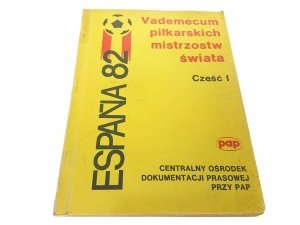 ESPAÑA 82
Vademecum
piłkarskich
mistrzostw
świata
Część I
pap
CENTRALNY OŚRODEK
DOKUMENTACJI PRASOWEJ
PRZY PAP